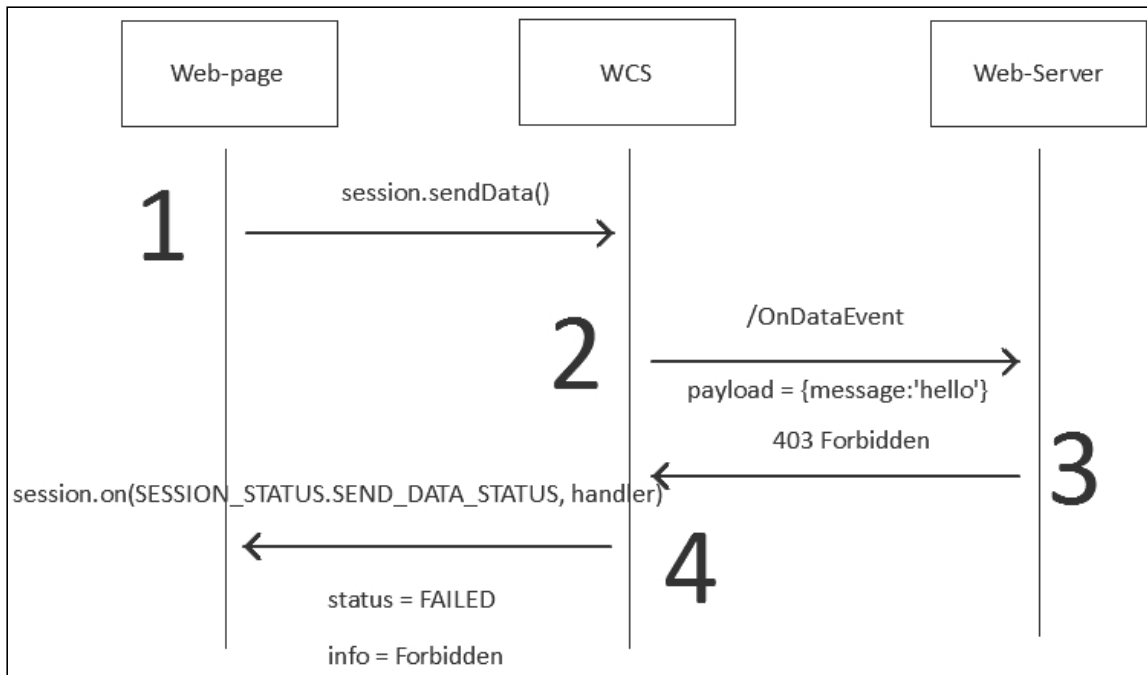 Web-page
WCS
Web-Server
1
session.sendData()
2
/OnDataEvent
payload = {message:'hello'}
403 Forbidden
3
session.on(SESSION_STATUS.SEND_DATA_STATUS, handler)
4
status = FAILED
info = Forbidden